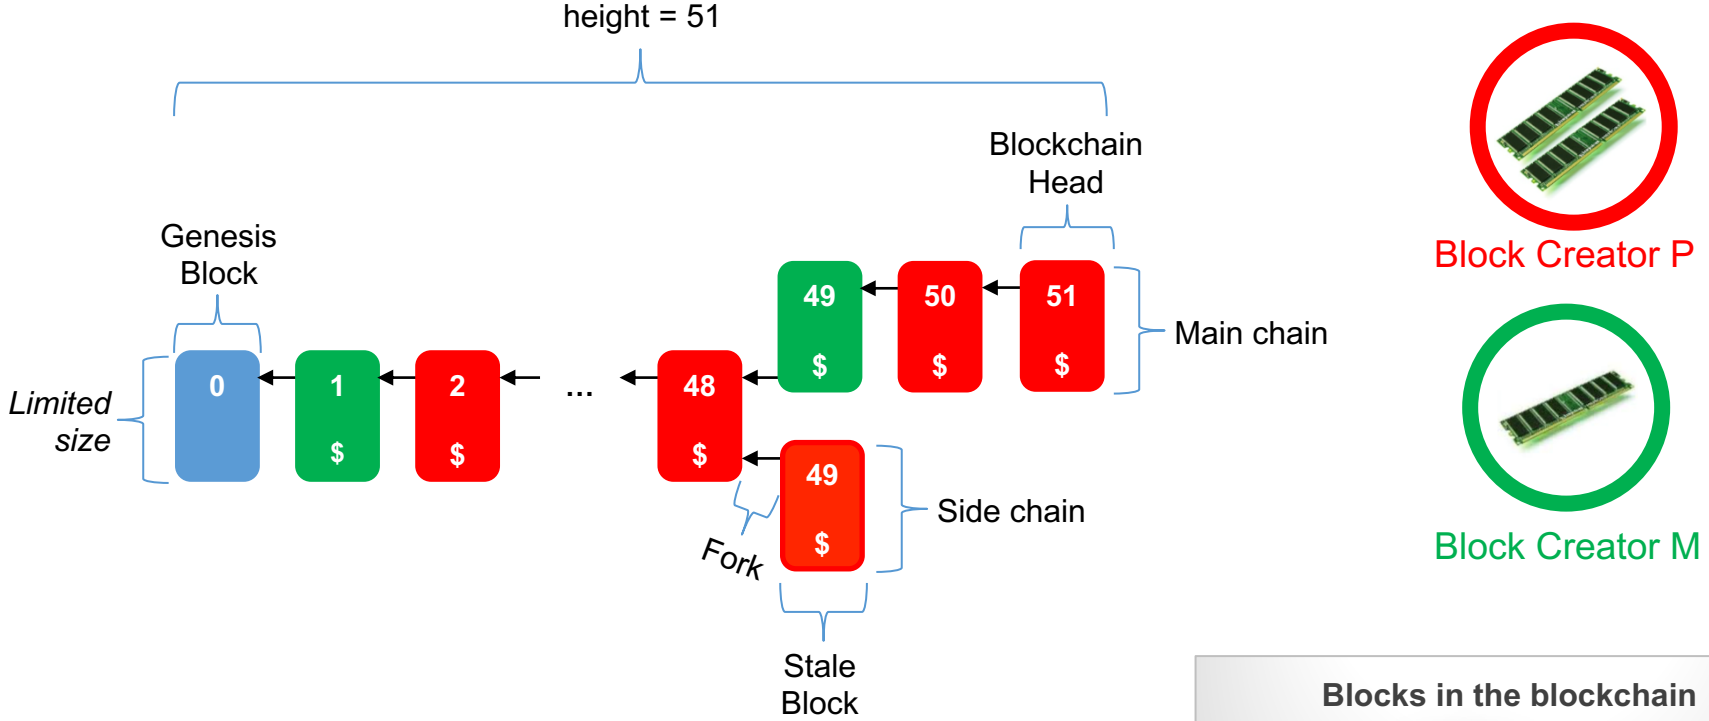 height = 51
Blockchain
Head
Genesis
Block
Block Creator P
49
50
51
$
$
$
Main chain
0
1
2
...
48
$
$
$
Limited
size
49
$
Side chain
Fork
Block Creator M
Stale
Block
Blocks in the blockchain